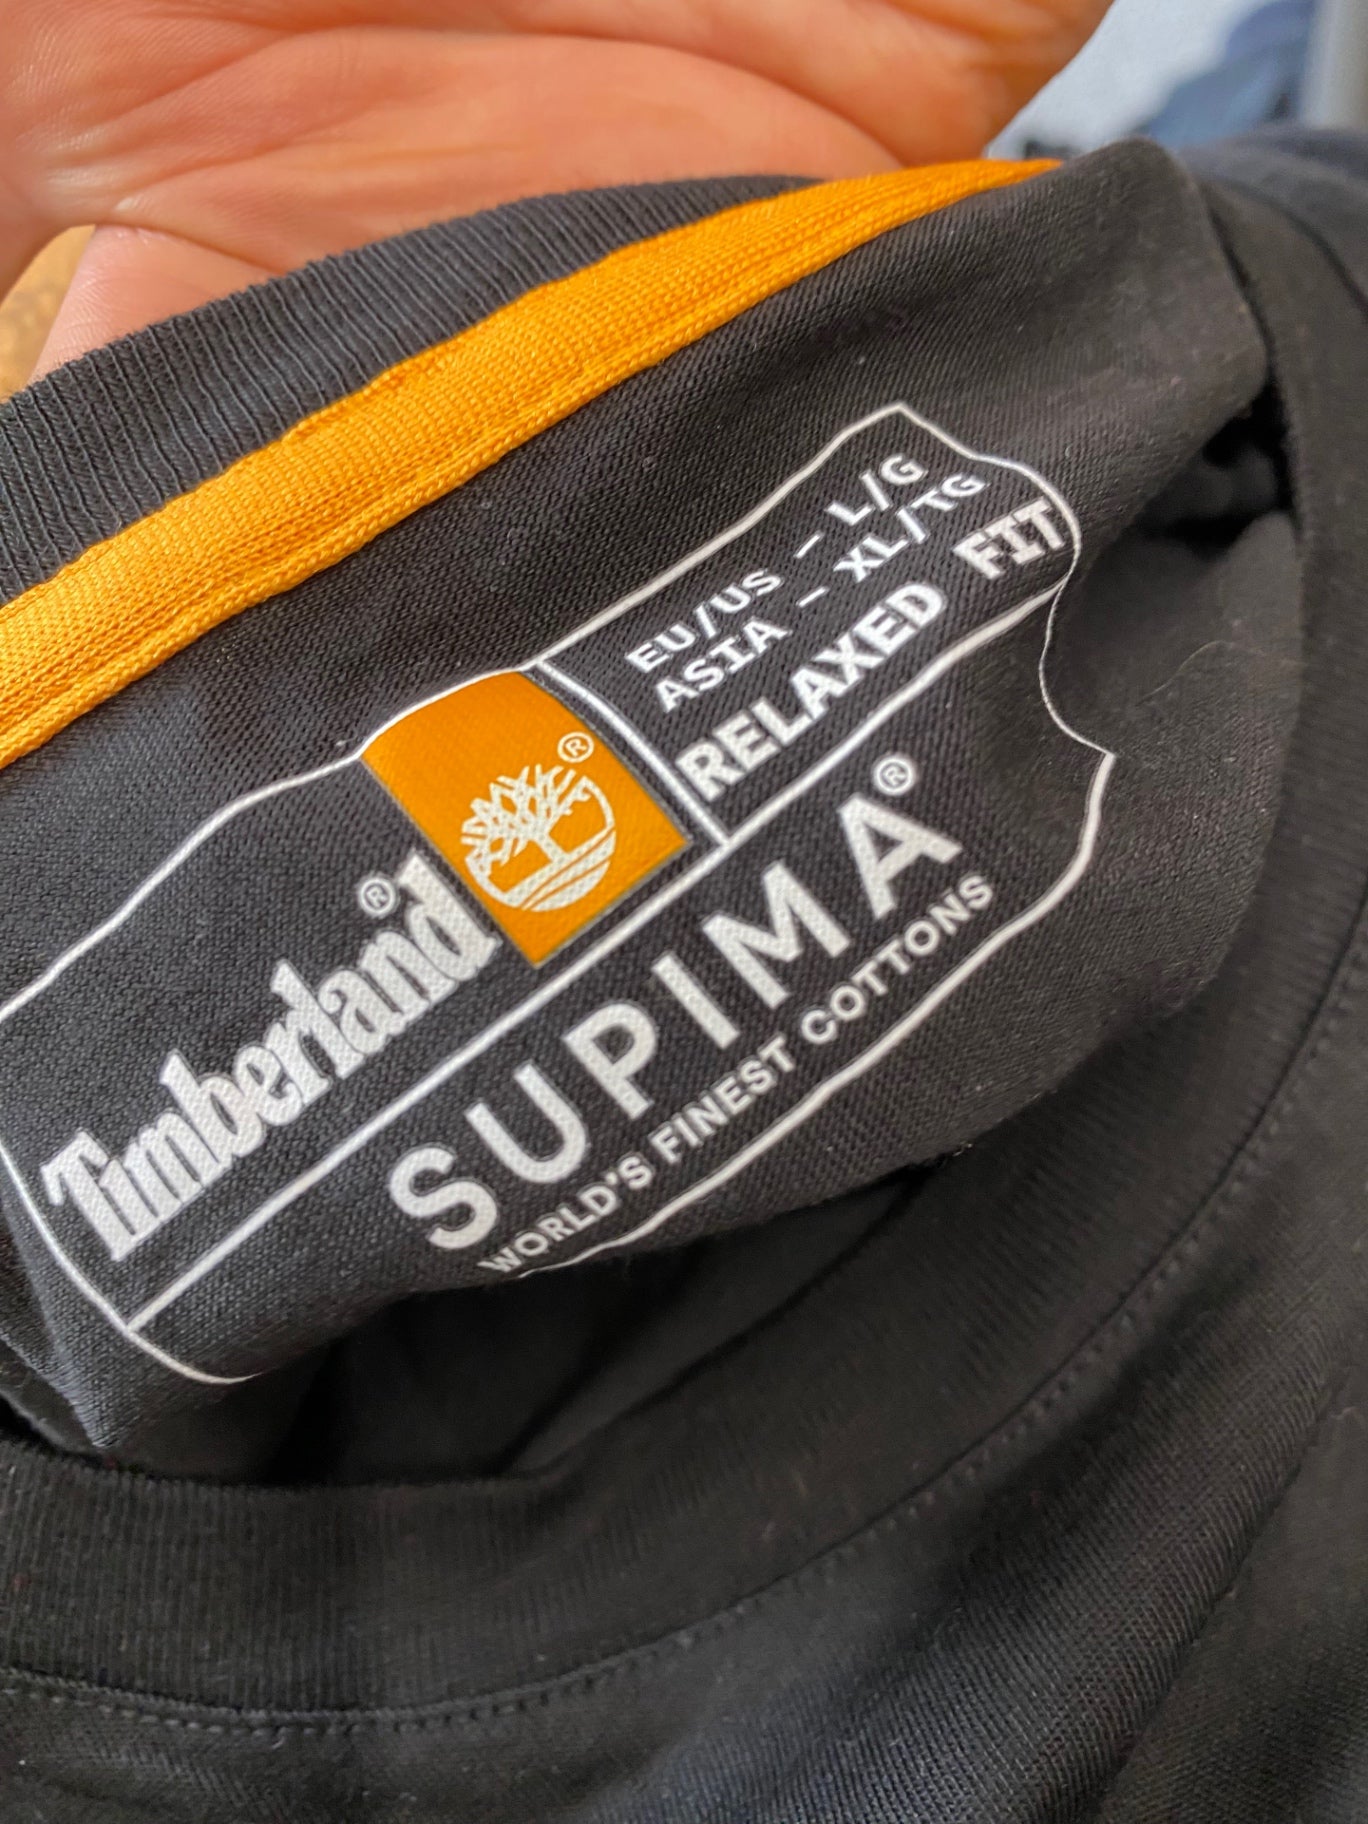 EU/US - L/G
ASIA - XL/TG
RELAXED FIT
Timberland®
®
SUPIMA®
WORLD'S FINEST COTTONS